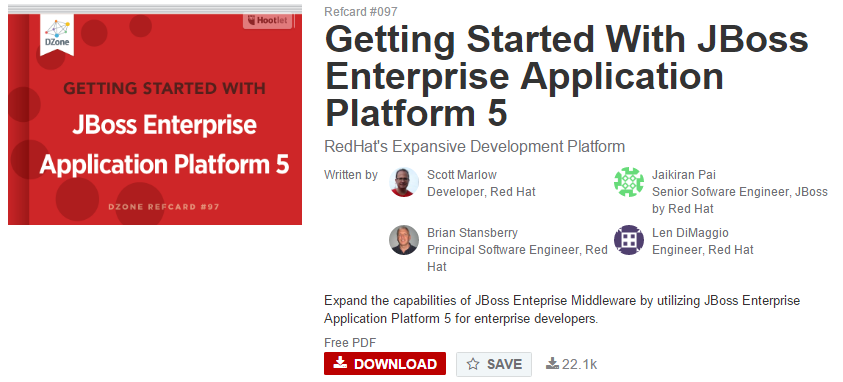 DZone
Hootlet
GETTING STARTED WITH
JBoss Enterprise
Application Platform 5
DZONE REFCARD #97
Refcard #097
Getting Started With JBoss
Enterprise Application
Platform 5
RedHat's Expansive Development Platform
Written by
Scott Marlow
Developer, Red Hat
Jaikiran Pai
Senior Sofware Engineer, JBoss
by Red Hat
Brian Stansberry
Principal Software Engineer, Red
Hat
Len DiMaggio
Engineer, Red Hat
Expand the capabilities of JBoss Enteprise Middleware by utilizing JBoss Enterprise
Application Platform 5 for enterprise developers.
Free PDF
DOWNLOAD
SAVE
22.1k